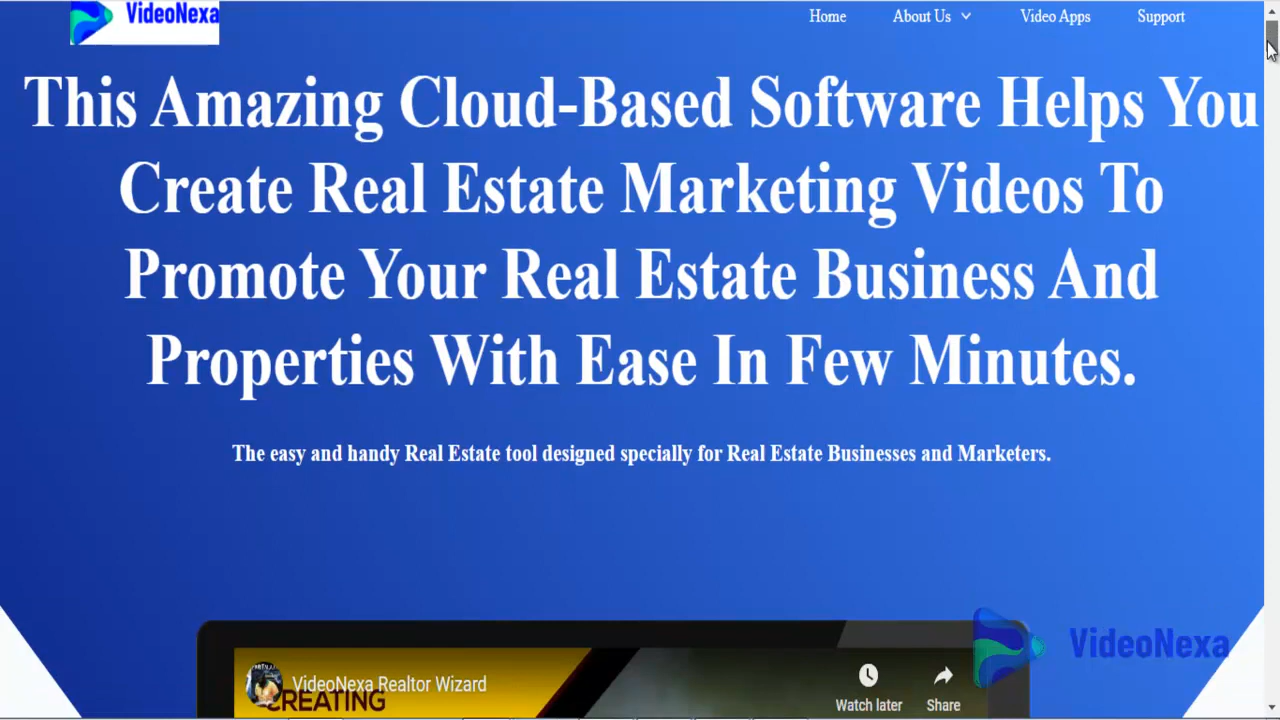 VideoNexa
Home About Us Video Apps Support
This Amazing Cloud-Based Software Helps You
Create Real Estate Marketing Videos To
Promote Your Real Estate Business And
Properties With Ease In Few Minutes.
The easy and handy Real Estate tool designed specially for Real Estate Businesses and Marketers.
VideoNexa
VideoNexa Realtor Wizard
CREATING
Watch later Share